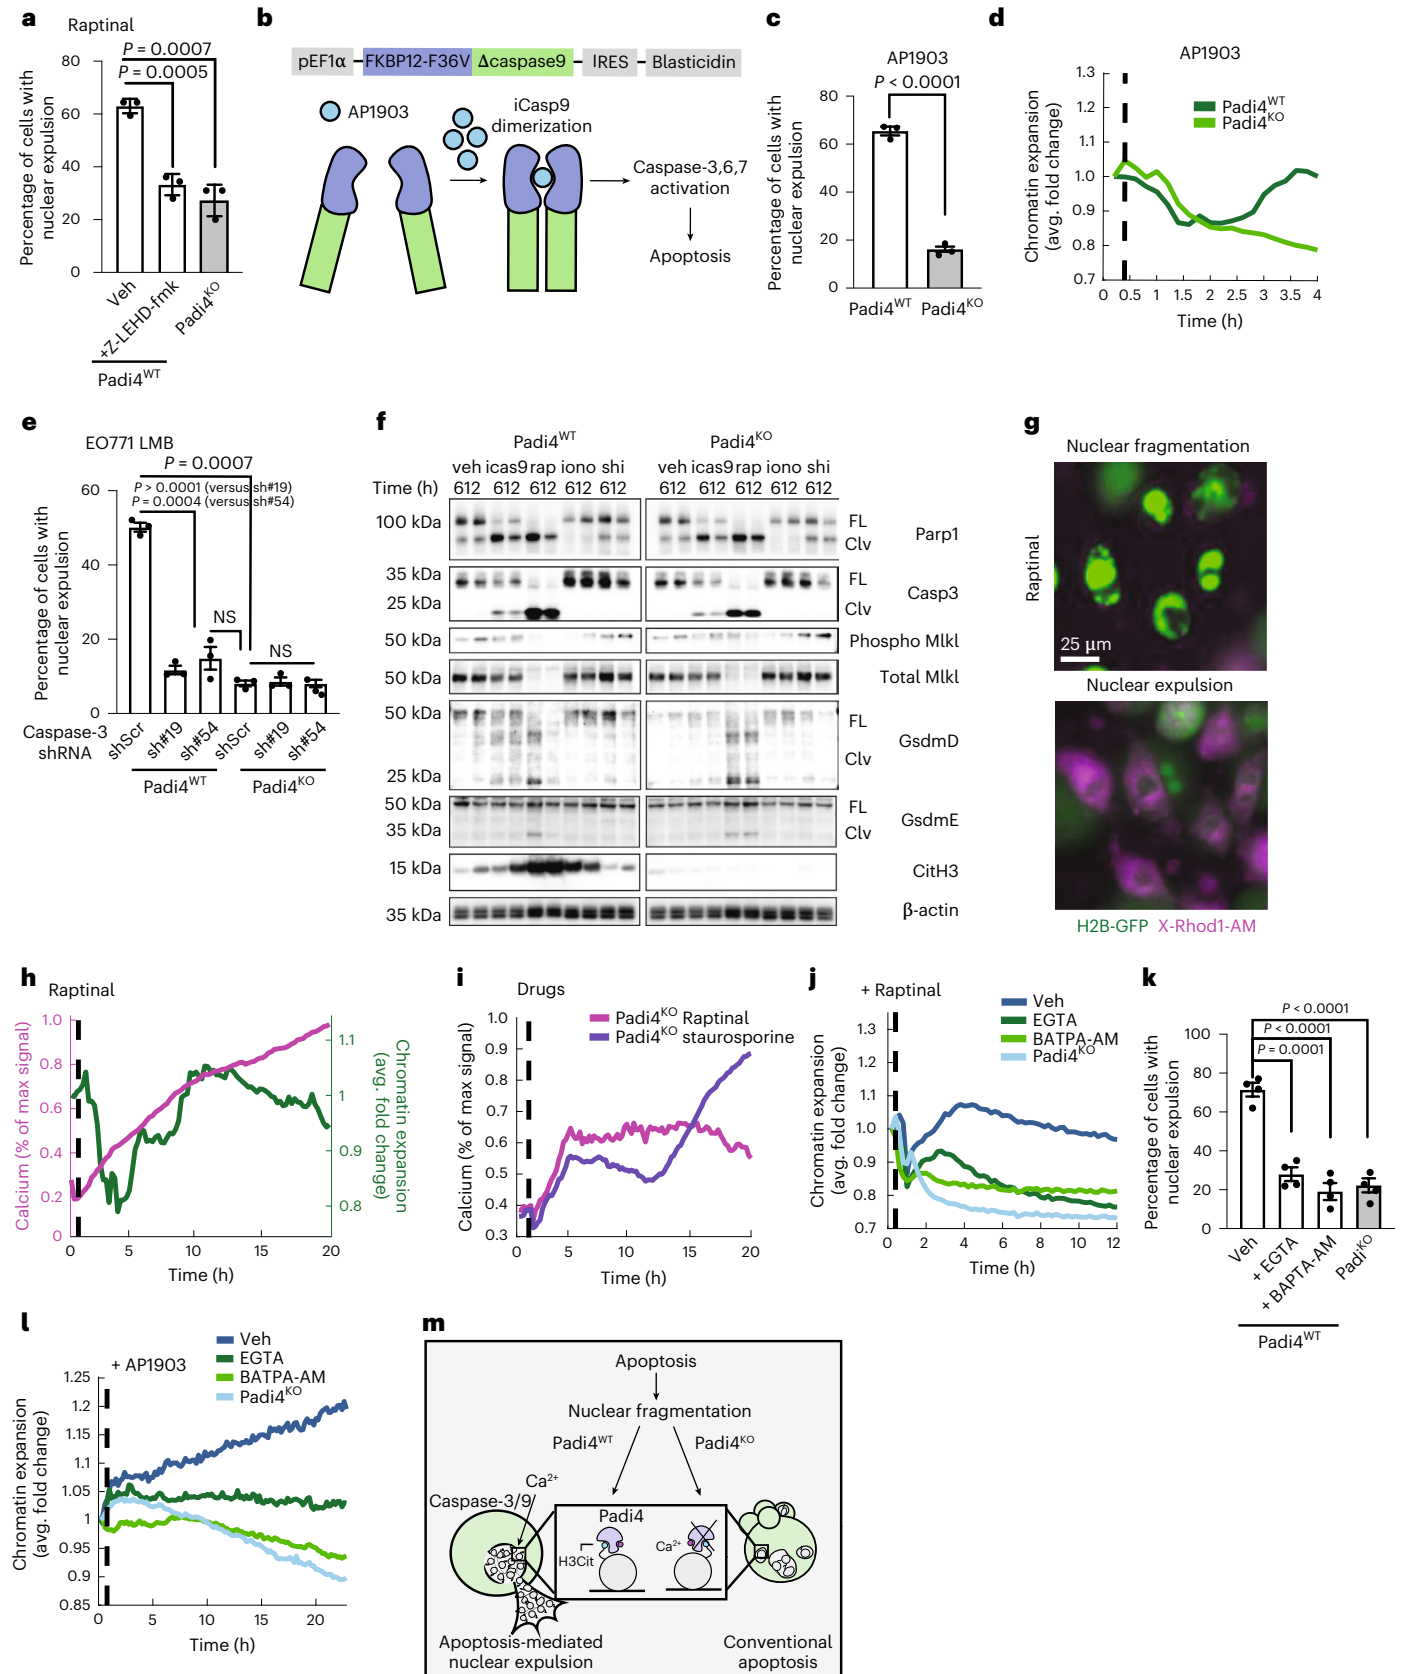 a
Raptinal
P = 0.0007
P = 0.0005
Percentage of cells with
nuclear expulsion
80
60
40
20
0
Veh
+Z-LEHD-fmk
Padi4KO
Padi4WT
b
pEF1α
FKBP12-F36V
Δcaspase9
IRES
Blasticidin
AP1903
iCasp9
dimerization
Caspase-3,6,7
activation
Apoptosis
c
AP1903
P < 0.0001
Percentage of cells with
nuclear expulsion
80
60
40
20
0
Padi4WT
Padi4KO
d
AP1903
Padi4WT
Padi4KO
Chromatin expansion
(avg. fold change)
1.3
1.2
1.1
1.0
0.9
0.8
0.7
0 0.5 1 1.5 2 2.5 3 3.5 4
Time (h)
e
EO771 LMB
P = 0.0007
P > 0.0001 (versus sh#19)
P = 0.0004 (versus sh#54)
NS
NS
Percentage of cells with
nuclear expulsion
60
40
20
0
Caspase-3
shRNA
shScr
sh#19
sh#54
shScr
sh#19
sh#54
Padi4WT
Padi4KO
f
Padi4WT
Padi4KO
veh icas9 rap iono shi
veh icas9 rap iono shi
Time (h)
612 612 612 612 612
612 612 612 612 612
100 kDa
FL
Clv
Parp1
35 kDa
25 kDa
FL
Clv
Casp3
50 kDa
Phospho Mlkl
50 kDa
Total Mlkl
50 kDa
25 kDa
FL
Clv
GsdmD
50 kDa
35 kDa
FL
Clv
GsdmE
15 kDa
CitH3
35 kDa
β-actin
g
Nuclear fragmentation
Raptinal
25 μm
Nuclear expulsion
H2B-GFP X-Rhod1-AM
h
Raptinal
Calcium (% of max signal)
1.0
0.8
0.6
0.4
0.2
0
1.1
1
0.9
0.8
Chromatin expansion
(avg. fold change)
0 5 10 15 20
Time (h)
i
Drugs
Padi4KO Raptinal
Padi4KO staurosporine
Calcium (% of max signal)
1.0
0.9
0.8
0.7
0.6
0.5
0.4
0.3
0 5 10 15 20
Time (h)
j
+ Raptinal
Veh
EGTA
BATPA-AM
Padi4KO
Chromatin expansion
(avg. fold change)
1.3
1.2
1.1
1.0
0.9
0.8
0.7
0 2 4 6 8 10 12
Time (h)
k
P < 0.0001
P < 0.0001
P = 0.0001
Percentage of cells with
nuclear expulsion
100
80
60
40
20
0
Veh
+ EGTA
+ BAPTA-AM
PadiKO
Padi4WT
l
+ AP1903
Veh
EGTA
BATPA-AM
Padi4KO
Chromatin expansion
(avg. fold change)
1.25
1.20
1.15
1.1
1.05
1
0.95
0.9
0.85
0 5 10 15 20
Time (h)
m
Apoptosis
Nuclear fragmentation
Padi4WT
Padi4KO
Ca2+
Caspase-3/9
Padi4
H3Cit
Ca2+
Apoptosis-mediated
nuclear expulsion
Conventional
apoptosis